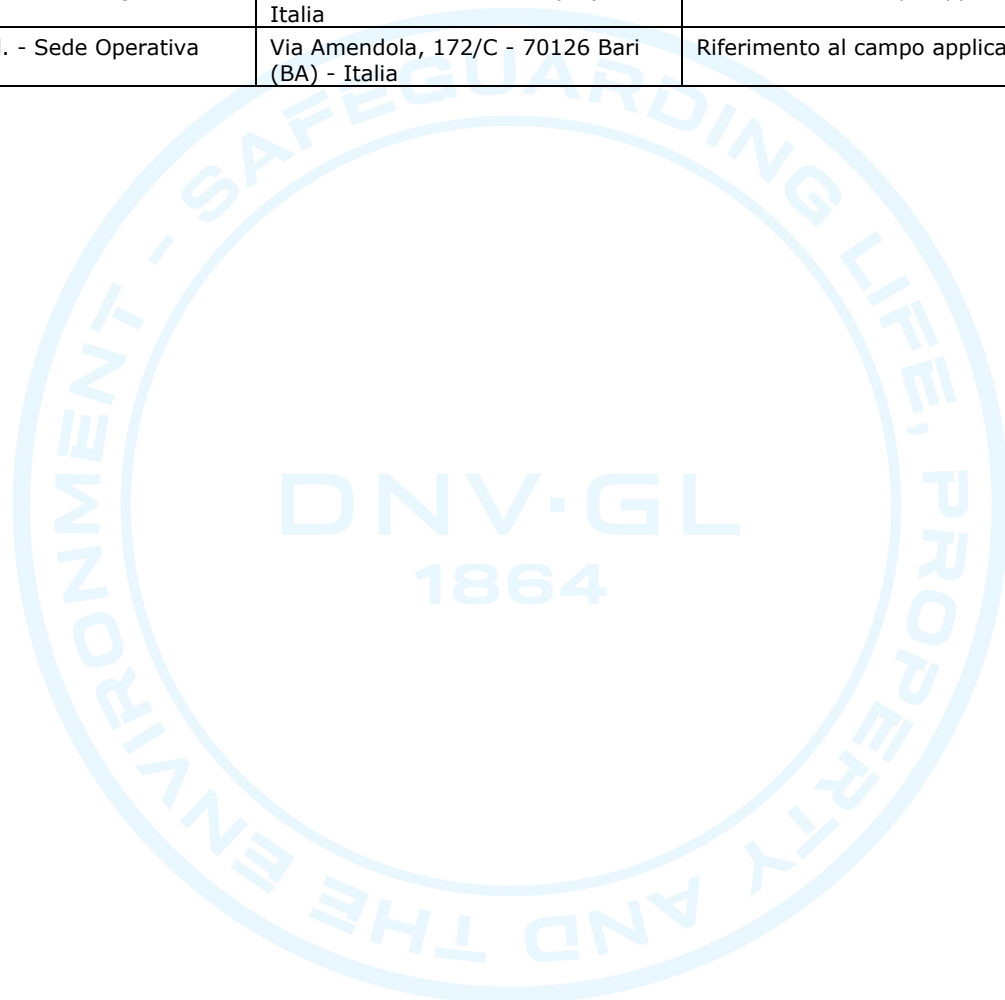 Italia
. - Sede Operativa
Via Amendola, 172/C - 70126 Bari
(BA) - Italia
Riferimento al campo applica
SAFEGUARDING LIFE, PROPERTY AND THE ENVIRONMENT -
DNV·GL
1864